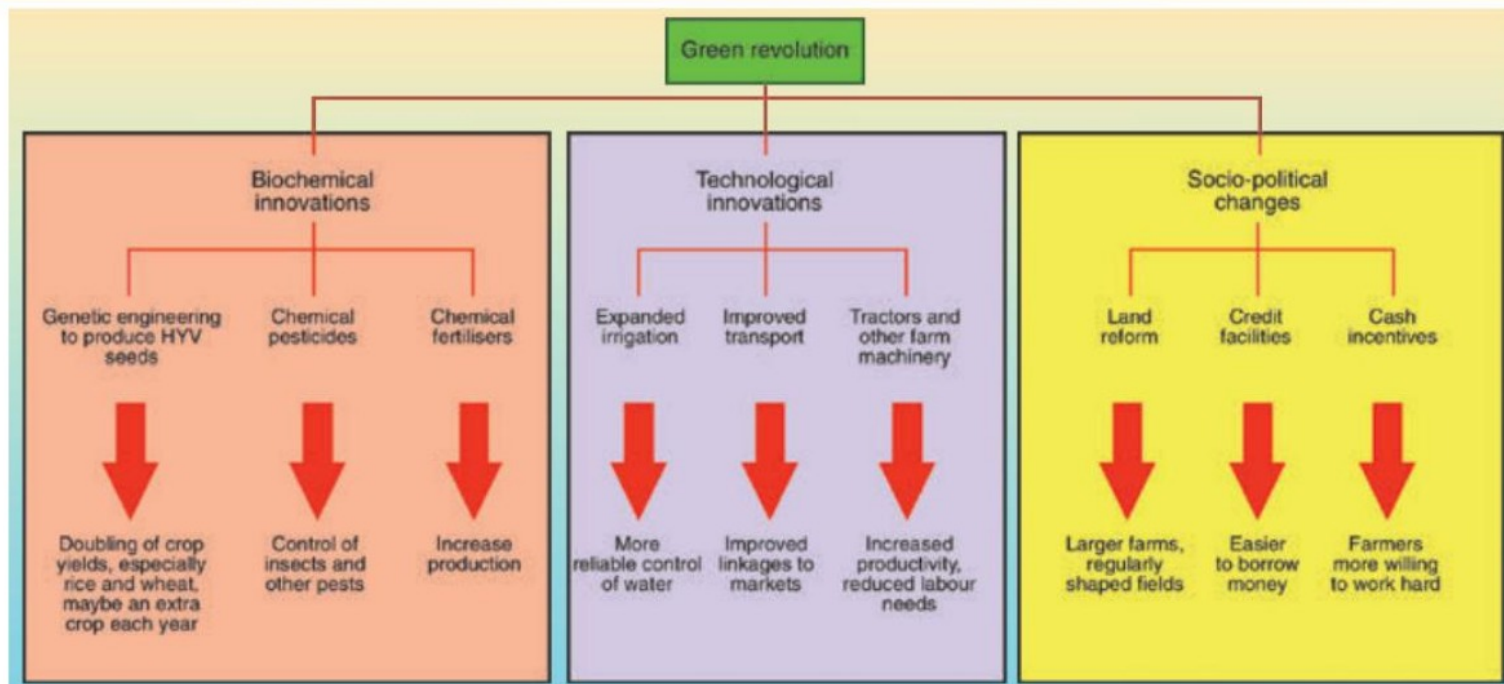 Green revolution
Biochemical
innovations
Genetic engineering
to produce HYV
seeds
Chemical
pesticides
Chemical
fertilisers
Doubling of crop
yields, especially
rice and wheat,
maybe an extra
crop each year
Control of
insects and
other pests
Increase
production
Technological
innovations
Expanded
irrigation
Improved
transport
Tractors and
other farm
machinery
More
reliable control
of water
Improved
linkages to
markets
Increased
productivity,
reduced labour
needs
Socio-political
changes
Land
reform
Credit
facilities
Cash
incentives
Larger farms,
regularly
shaped fields
Easier
to borrow
money
Farmers
more willing
to work hard